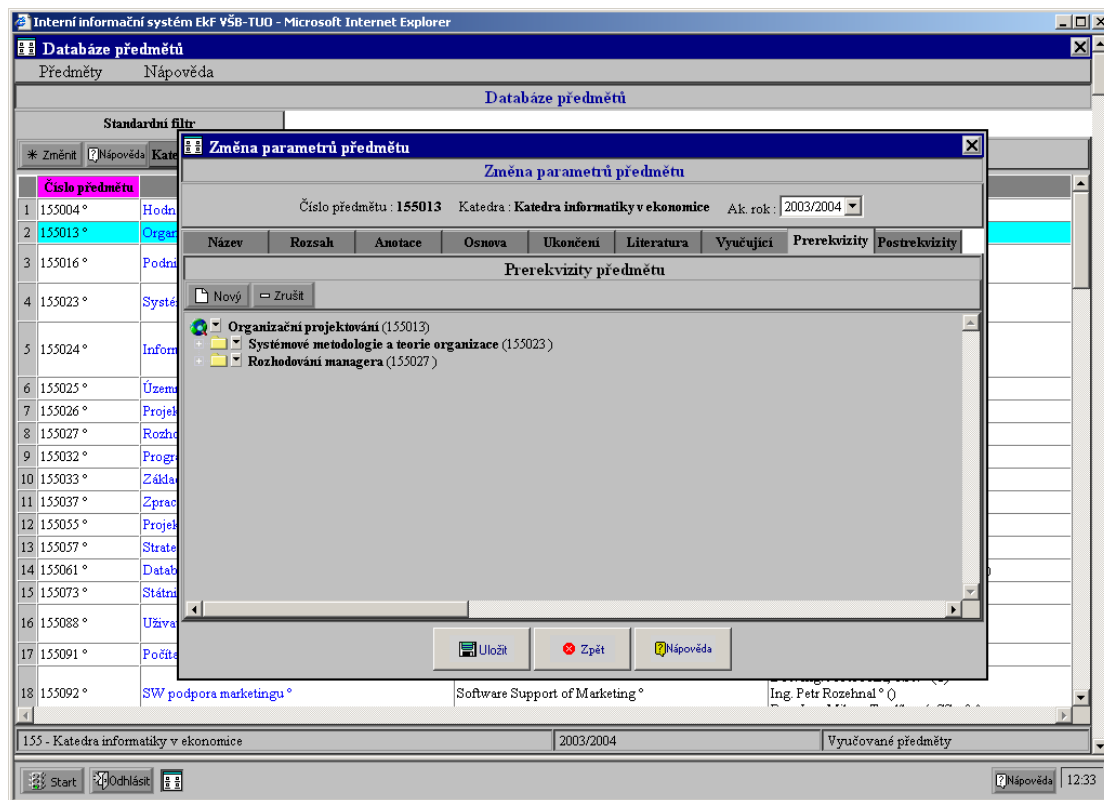 Interní informační systém EkF VŠB-TUO - Microsoft Internet Explorer
Databáze předmětů
Předměty Nápověda
Databáze předmětů
Standardní filtr
Změnit Nápověda
Změna parametrů předmětu
Změna parametrů předmětu
Číslo předmětu : 155013 Katedra : Katedra informatiky v ekonomice Ak. rok : 2003/2004
Název Rozsah Anotace Osnova Ukončení Literatura Vyučující Prerekvizity Postrekvizity
Prerekvizity předmětu
Nový Zrušit
Organizační projektování (155013)
Systémové metodologie a teorie organizace (155023)
Rozhodování managera (155027)
Uložit Zpět Nápověda
Číslo předmětu
1 155004 °
2 155013 °
3 155016 °
4 155023 °
5 155024 °
6 155025 °
7 155026 °
8 155027 °
9 155032 °
10 155033 °
11 155037 °
12 155055 °
13 155057 °
14 155061 °
15 155073 °
16 155088 °
17 155091 °
18 155092 ° SW podpora marketingu ° Software Support of Marketing ° Ing. Petr Rozehnal ° ()
155 - Katedra informatiky v ekonomice 2003/2004 Vyučované předměty
Start Odhlásit Nápověda 12:33